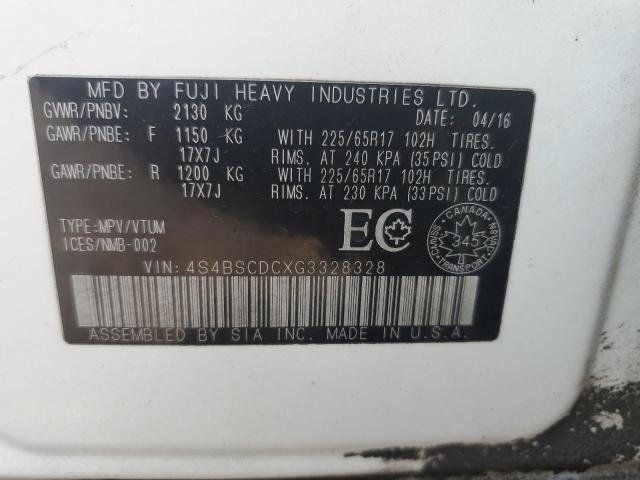 MFD BY FUJI HEAVY INDUSTRIES LTD.
GVWR/PNBV: 2130 KG DATE: 04/16
GAWR/PNBE: F 1150 KG WITH 225/65R17 102H TIRES.
17X7J RIMS. AT 240 KPA (35PSI) COLD
GAWR/PNBE: R 1200 KG WITH 225/65R17 102H TIRES.
17X7J RIMS. AT 230 KPA (33PSI) COLD
TYPE:MPV/VTUM
ICES/NMB-002
EC
CANADA
345
CMVSS
NSVAC
VIN: 4S4BSCDCXG3328328
ASSEMBLED BY SIA INC. MADE IN U.S.A.